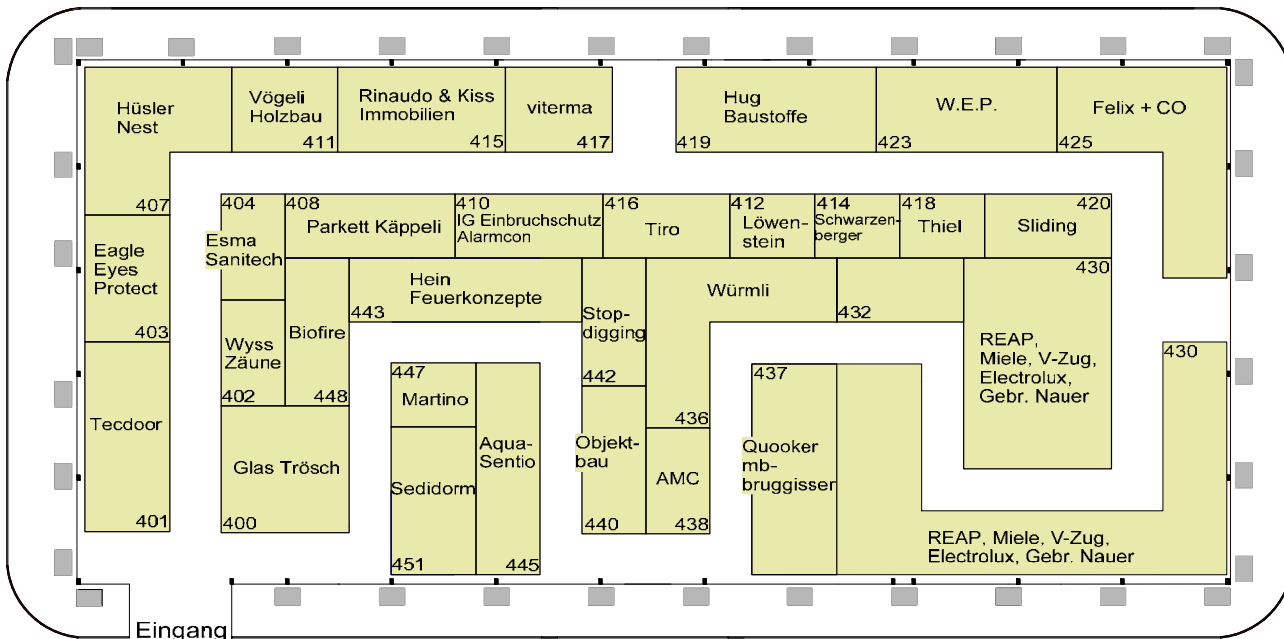 Hüsler
Nest
407
Vögeli
Holzbau
411
Rinaudo & Kiss
Immobilien
415
viterma
417
Hug
Baustoffe
419
W.E.P.
423
Felix + CO
425
Eagle
Eyes
Protect
403
Tecdoor
401
404
Esma
Sanitech
408
Parkett Käppeli
410
IG Einbruchschutz
Alarmcon
416
Tiro
412
Löwen-
stein
414
Schwarzen-
berger
418
Thiel
420
Sliding
Wyss
Zäune
402
Biofire
448
Hein
Feuerkonzepte
443
Stop-
digging
442
Würmli
436
432
430
REAP,
Miele, V-Zug,
Electrolux,
Gebr. Nauer
430
Glas Trösch
400
447
Martino
Sedidorm
451
Aqua-
Sentio
445
Objekt-
bau
440
AMC
438
437
Quooker
mb-
bruggisser
REAP, Miele, V-Zug,
Electrolux, Gebr. Nauer
Eingang